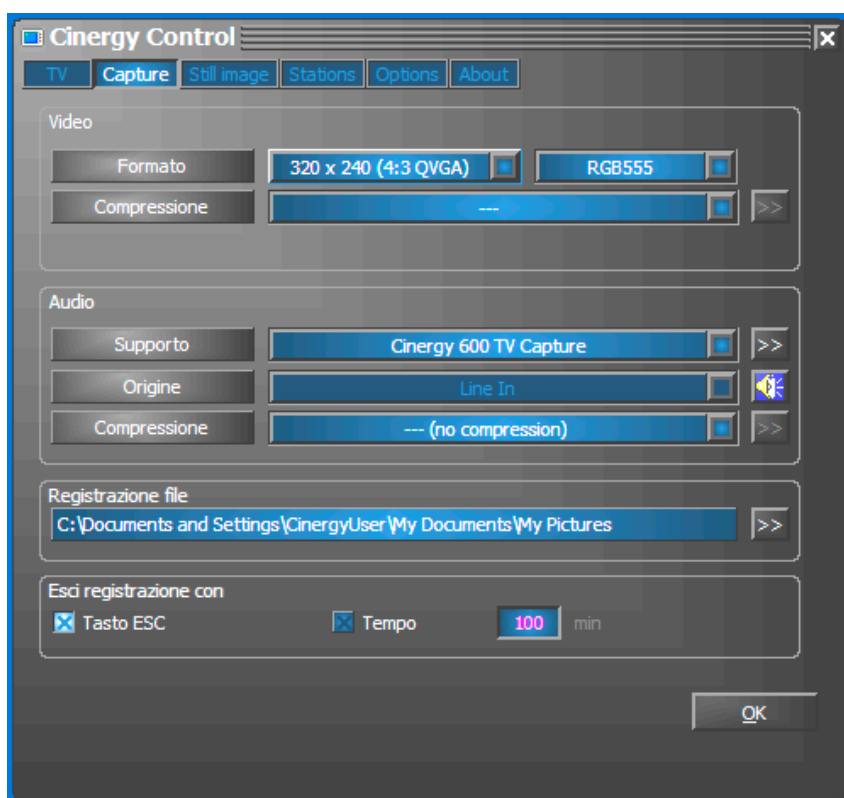 Cinergy Control
TV Capture Still image Stations Options About
Video
Formato 320 x 240 (4:3 QVGA) RGB555
Compressione --- >>
Audio
Supporto Cinergy 600 TV Capture >>
Origine Line In
Compressione --- (no compression) >>
Registrazione file
C:\Documents and Settings\CinergyUser\My Documents\My Pictures >>
Esci registrazione con
Tasto ESC Tempo 100 min
OK